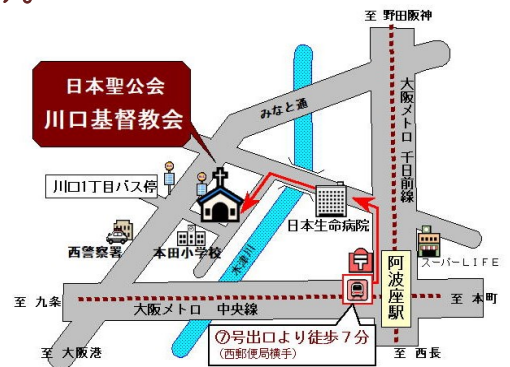 す。
至 野田阪神
日本聖公会
川口基督教会
みなと通
大阪メトロ 千日前線
川口1丁目バス停
日本生命病院
西警察署
本田小学校
木津川
スーパーLIFE
阿波座駅
至 九条
大阪メトロ 中央線
至 本町
⑦号出口より徒歩7分
(西郵便局横手)
至 大阪港
至 西長